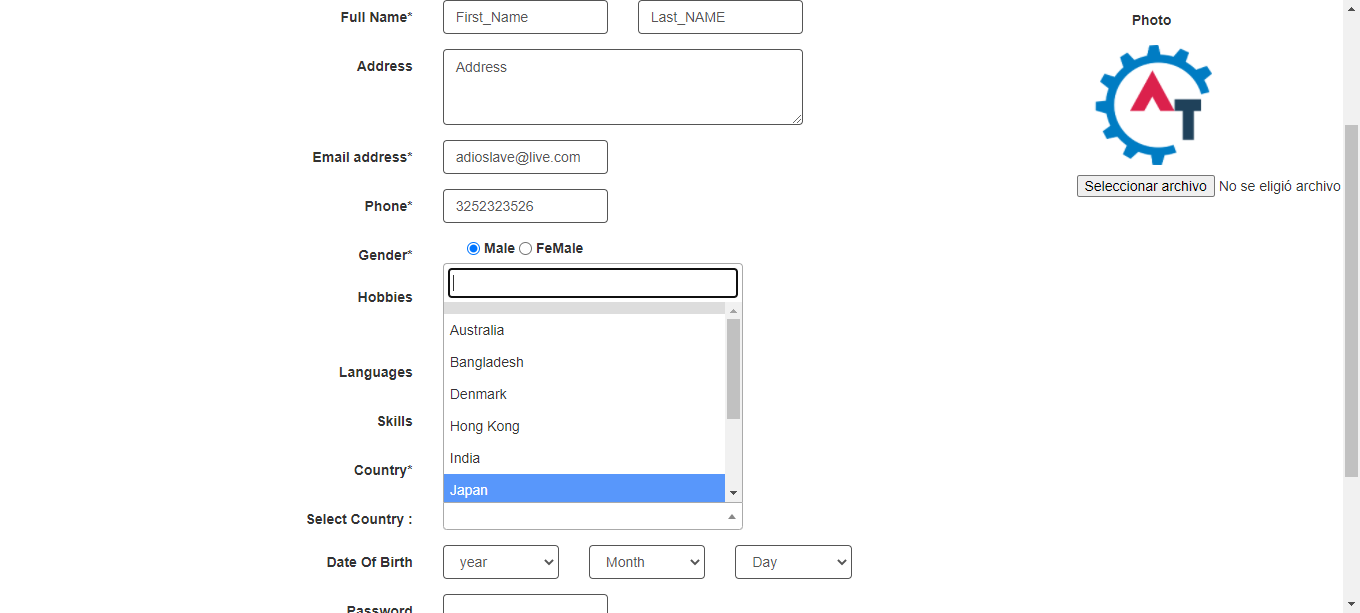 Full Name* First_Name Last_NAME Photo
Address Address
AT
Email address* adioslave@live.com
Seleccionar archivo No se eligió archivo
Phone* 3252323526
Gender* Male FeMale
Hobbies
Australia
Bangladesh
Languages
Denmark
Skills
Hong Kong
India
Country*
Japan
Select Country :
Date Of Birth year Month Day
Password